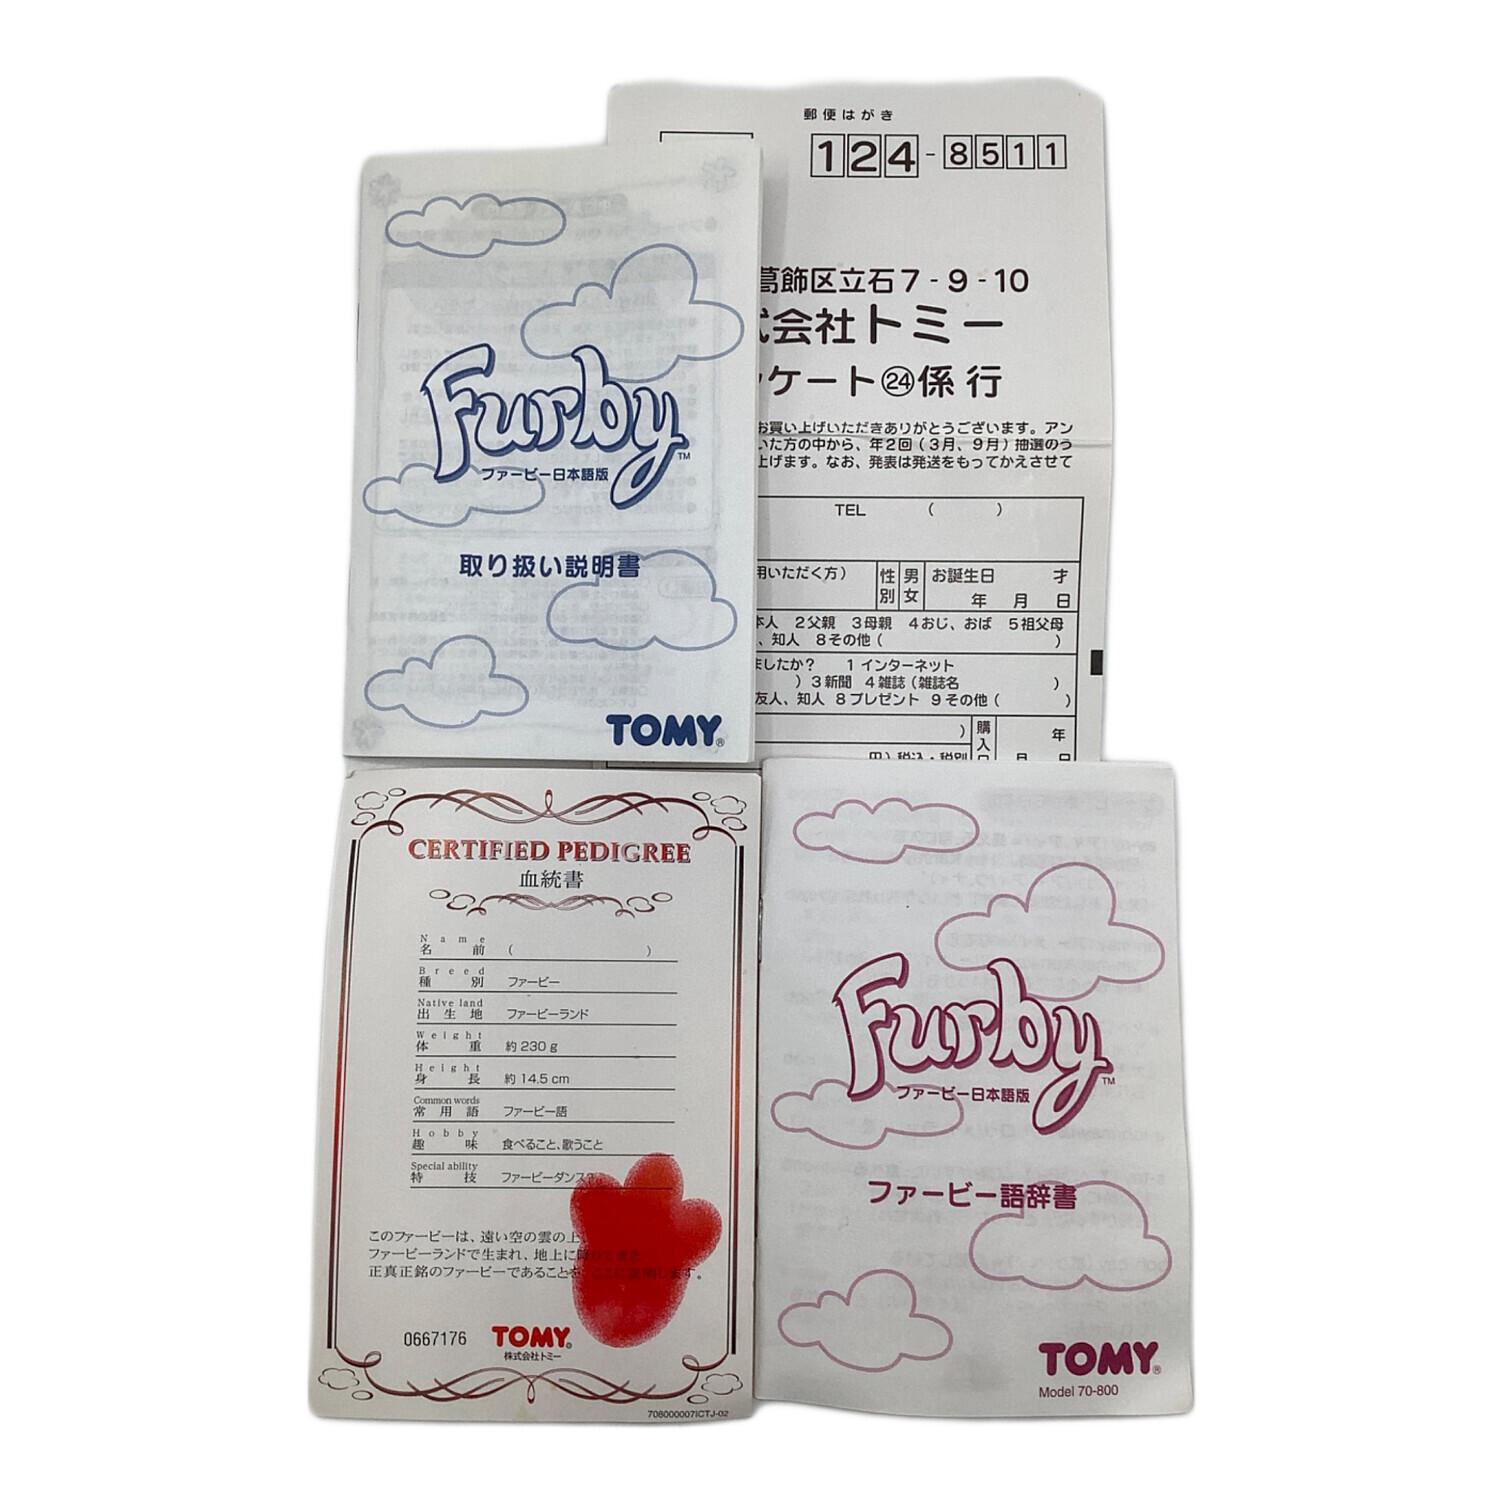 Furby™
ファービー日本語版
取り扱い説明書
TOMY®
郵便はがき
124-8511
葛飾区立石7-9-10
式会社トミー
ケート㉔係 行
お買い上げいただきありがとうございます。アン
いた方の中から、年2回(3月、9月)抽選のう
上げます。なお、発表は発送をもってかえさせて
TEL ( )
用いただく方) 性別 男女 お誕生日 才
年 月 日
本人 2父親 3母親 4おじ、おば 5祖父母
、知人 8その他( )
ましたか? 1インターネット
)3新聞 4雑誌(雑誌名 )
友人、知人 8プレゼント 9その他( )
) 購入 年
円)税込・税別 月
CERTIFIED PEDIGREE
血統書
Name
名前 ( )
Breed
種別 ファービー
Native land
出生地 ファービーランド
Weight
体重 約230g
Height
身長 約14.5cm
Common words
常用語 ファービー語
Hobby
趣味 食べること、歌うこと
Special ability
特技 ファービーダンス
このファービーは、遠い空の雲の上、
ファービーランドで生まれ、地上に降りてきた
正真正銘のファービーであることを、ここに証明します。
0667176 TOMY®
株式会社トミー
708000007ICTJ-02
Furby™
ファービー日本語版
ファービー語辞書
TOMY®
Model 70-800